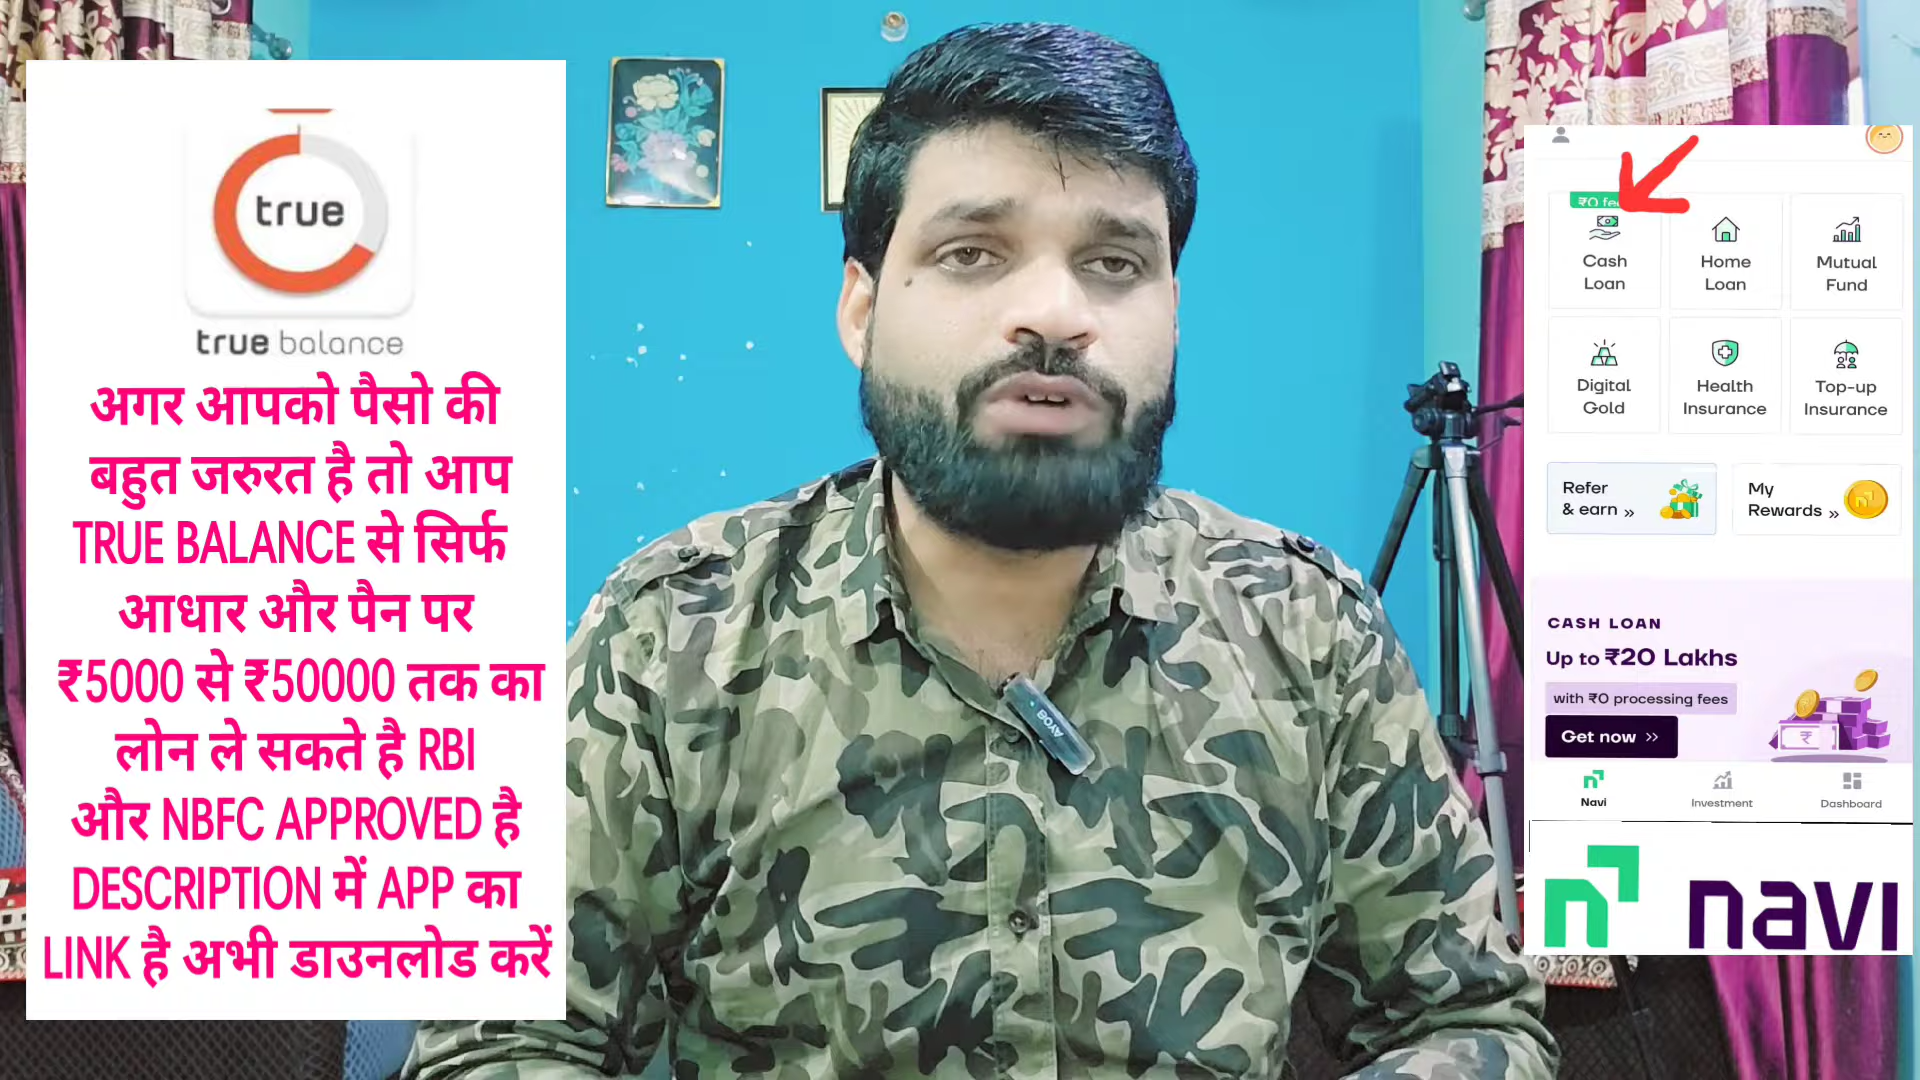 true
true balance
अगर आपको पैसो की
बहुत जरुरत है तो आप
TRUE BALANCE से सिर्फ
आधार और पैन पर
₹5000 से ₹50000 तक का
लोन ले सकते है RBI
और NBFC APPROVED है
DESCRIPTION में APP का
LINK है अभी डाउनलोड करें
₹0 fee
Cash
Loan
Home
Loan
Mutual
Fund
Digital
Gold
Health
Insurance
Top-up
Insurance
Refer
& earn »
My
Rewards »
CASH LOAN
Up to ₹20 Lakhs
with ₹0 processing fees
Get now »
₹
Navi
Investment
Dashboard
navi